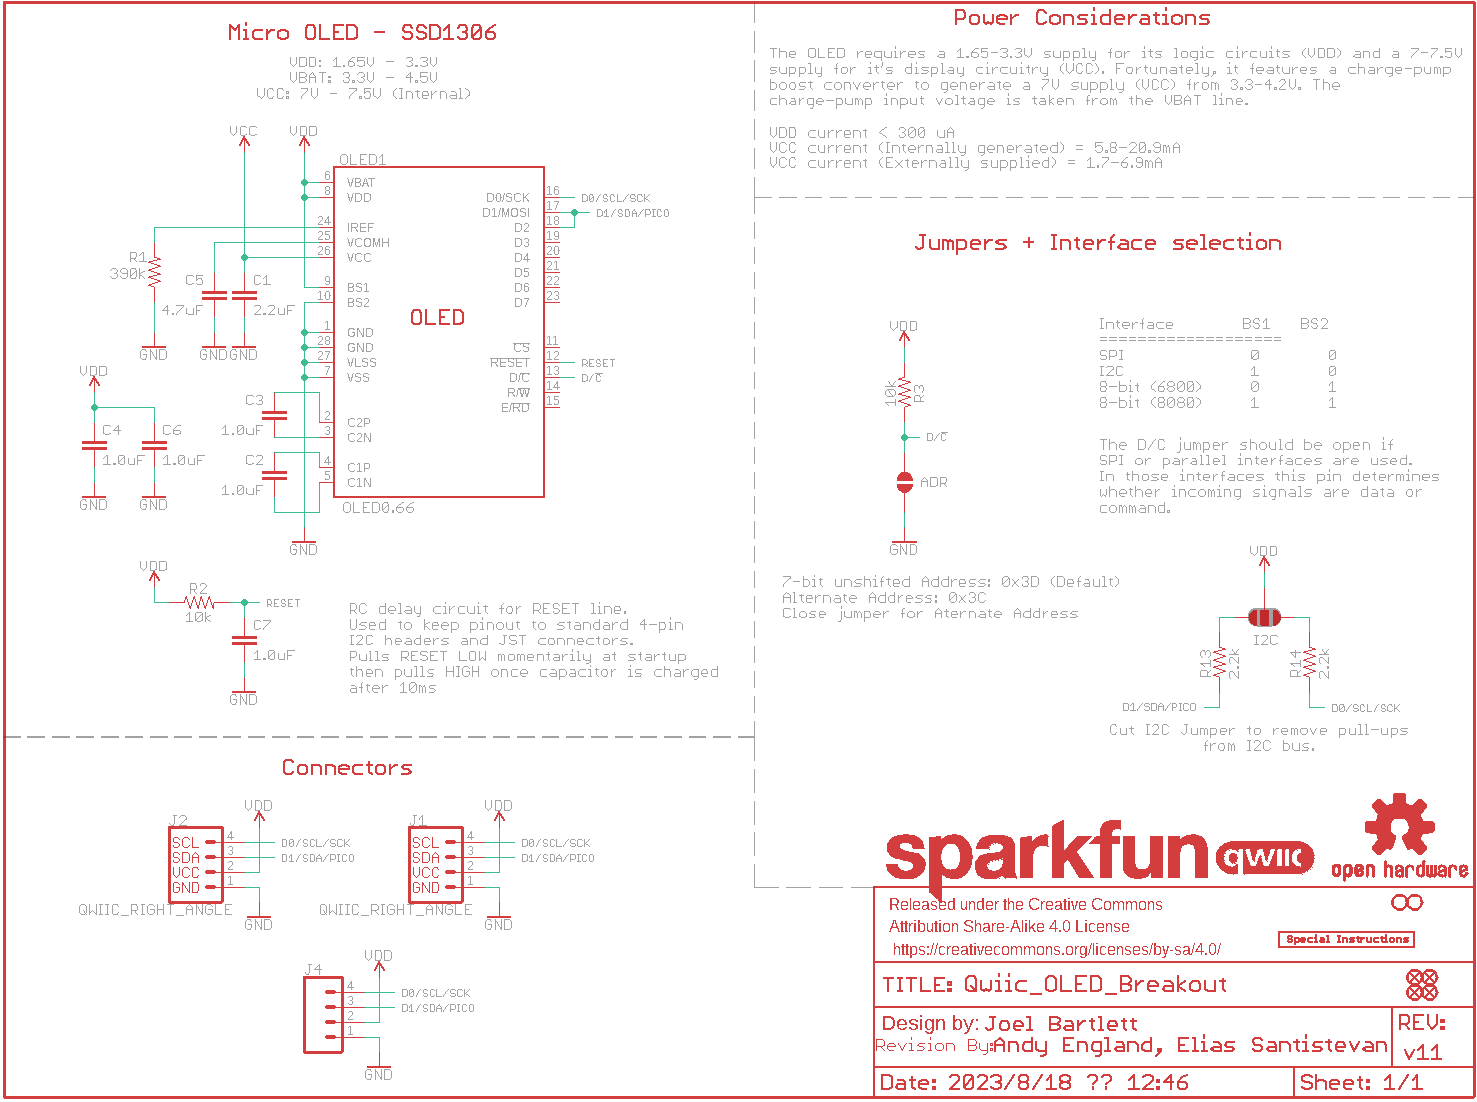 Micro OLED - SSD1306
VDD: 1.65V - 3.3V
VBAT: 3.3V - 4.5V
VCC: 7V - 7.5V (Internal)
VCC
VDD
OLED1
6 VBAT
8 VDD
24 IREF
25 VCOMH
26 VCC
9 BS1
10 BS2
1 GND
28 GND
27 VLSS
7 VSS
2 C2P
3 C2N
4 C1P
5 C1N
OLED
D0/SCK 16 D0/SCL/SCK
D1/MOSI 17 D1/SDA/PICO
D2 18
D3 19
D4 20
D5 21
D6 22
D7 23
CS 11
RESET 12 RESET
D/C 13 D/C
R/W 14
E/RD 15
OLED0.66
R1
390k
GND
C5
4.7uF
GND
C1
2.2uF
GND
VDD
C4
1.0uF
GND
C6
1.0uF
GND
C3
1.0uF
C2
1.0uF
GND
VDD
R2
10k
RESET
C7
1.0uF
GND
RC delay circuit for RESET line.
Used to keep pinout to standard 4-pin
I2C headers and JST connectors.
Pulls RESET LOW momentarily at startup
then pulls HIGH once capacitor is charged
after 10ms
Connectors
J2
VDD
SCL 4 D0/SCL/SCK
SDA 3 D1/SDA/PICO
VCC 2
GND 1
QWIIC_RIGHT_ANGLE
GND
J1
VDD
SCL 4 D0/SCL/SCK
SDA 3 D1/SDA/PICO
VCC 2
GND 1
QWIIC_RIGHT_ANGLE
GND
J4
VDD
4 D0/SCL/SCK
3 D1/SDA/PICO
2
1
GND
Power Considerations
The OLED requires a 1.65-3.3V supply for its logic circuits (VDD) and a 7-7.5V
supply for it's display circuitry (VCC). Fortunately, it features a charge-pump
boost converter to generate a 7V supply (VCC) from 3.3-4.2V. The
charge-pump input voltage is taken from the VBAT line.
VDD current < 300 uA
VCC current (Internally generated) = 5.8-20.9mA
VCC current (Externally supplied) = 1.7-6.9mA
Jumpers + Interface selection
VDD
10k
R3
D/C
ADR
GND
Interface BS1 BS2
====================
SPI 0 0
I2C 1 0
8-bit (6800) 0 1
8-bit (8080) 1 1
The D/C jumper should be open if
SPI or parallel interfaces are used.
In those interfaces this pin determines
whether incoming signals are data or
command.
7-bit unshifted Address: 0x3D (Default)
Alternate Address: 0x3C
Close jumper for Aternate Address
VDD
I2C
R13
2.2k
R14
2.2k
D1/SDA/PICO
D0/SCL/SCK
Cut I2C Jumper to remove pull-ups
from I2C bus.
sparkfun qwiic
open hardware
Released under the Creative Commons
Attribution Share-Alike 4.0 License
https://creativecommons.org/licenses/by-sa/4.0/
Special Instructions
TITLE: Qwiic_OLED_Breakout
Design by: Joel Bartlett
Revision By: Andy England, Elias Santistevan
REV:
v11
Date: 2023/8/18 ?? 12:46
Sheet: 1/1